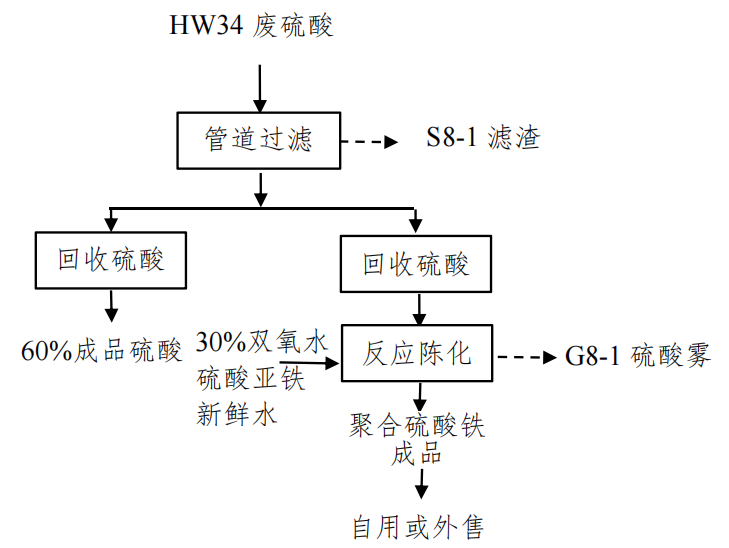 HW34 废硫酸
管道过滤
S8-1 滤渣
回收硫酸
回收硫酸
60%成品硫酸
30%双氧水
硫酸亚铁
新鲜水
反应陈化
G8-1 硫酸雾
聚合硫酸铁
成品
自用或外售